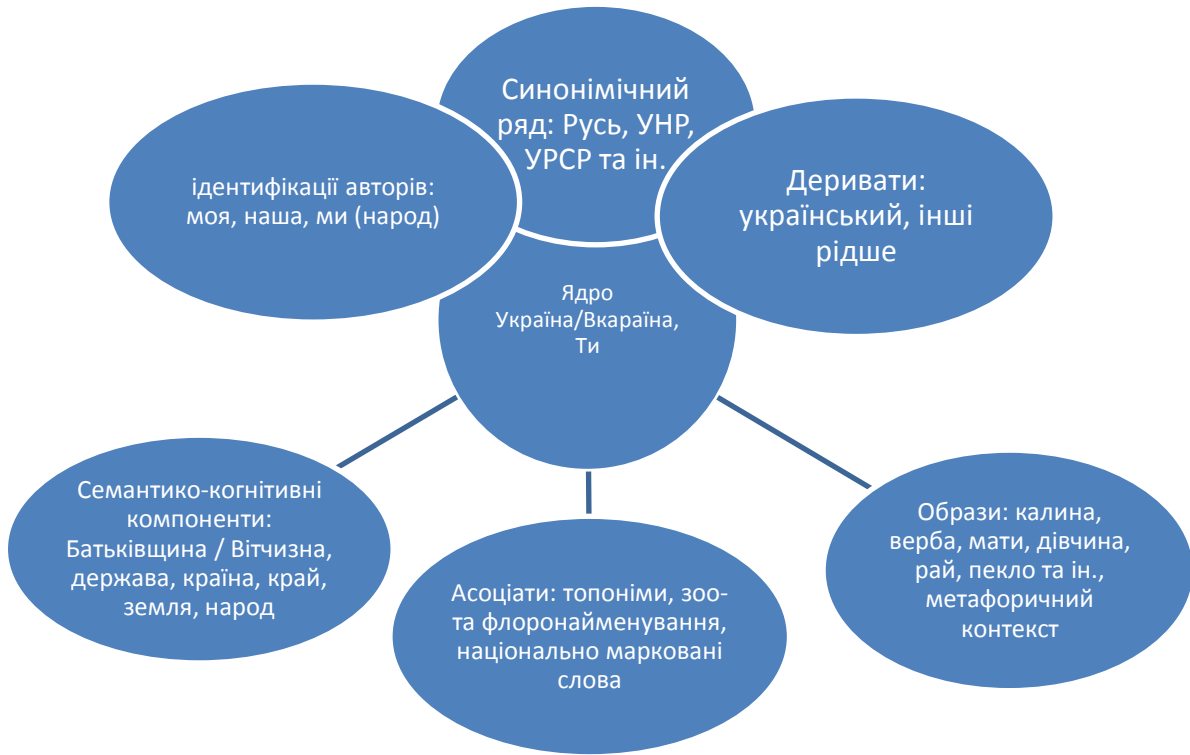 Синонімічний
ряд: Русь, УНР,
УРСР та ін.
ідентифікації авторів:
моя, наша, ми (народ)
Деривати:
український, інші
рідше
Ядро
Україна/Вкараїна,
Ти
Семантико-когнітивні
компоненти:
Батьківщина / Вітчизна,
держава, країна, край,
земля, народ
Асоціати: топоніми, зоо-
та флоронайменування,
національно марковані
слова
Образи: калина,
верба, мати, дівчина,
рай, пекло та ін.,
метафоричний
контекст